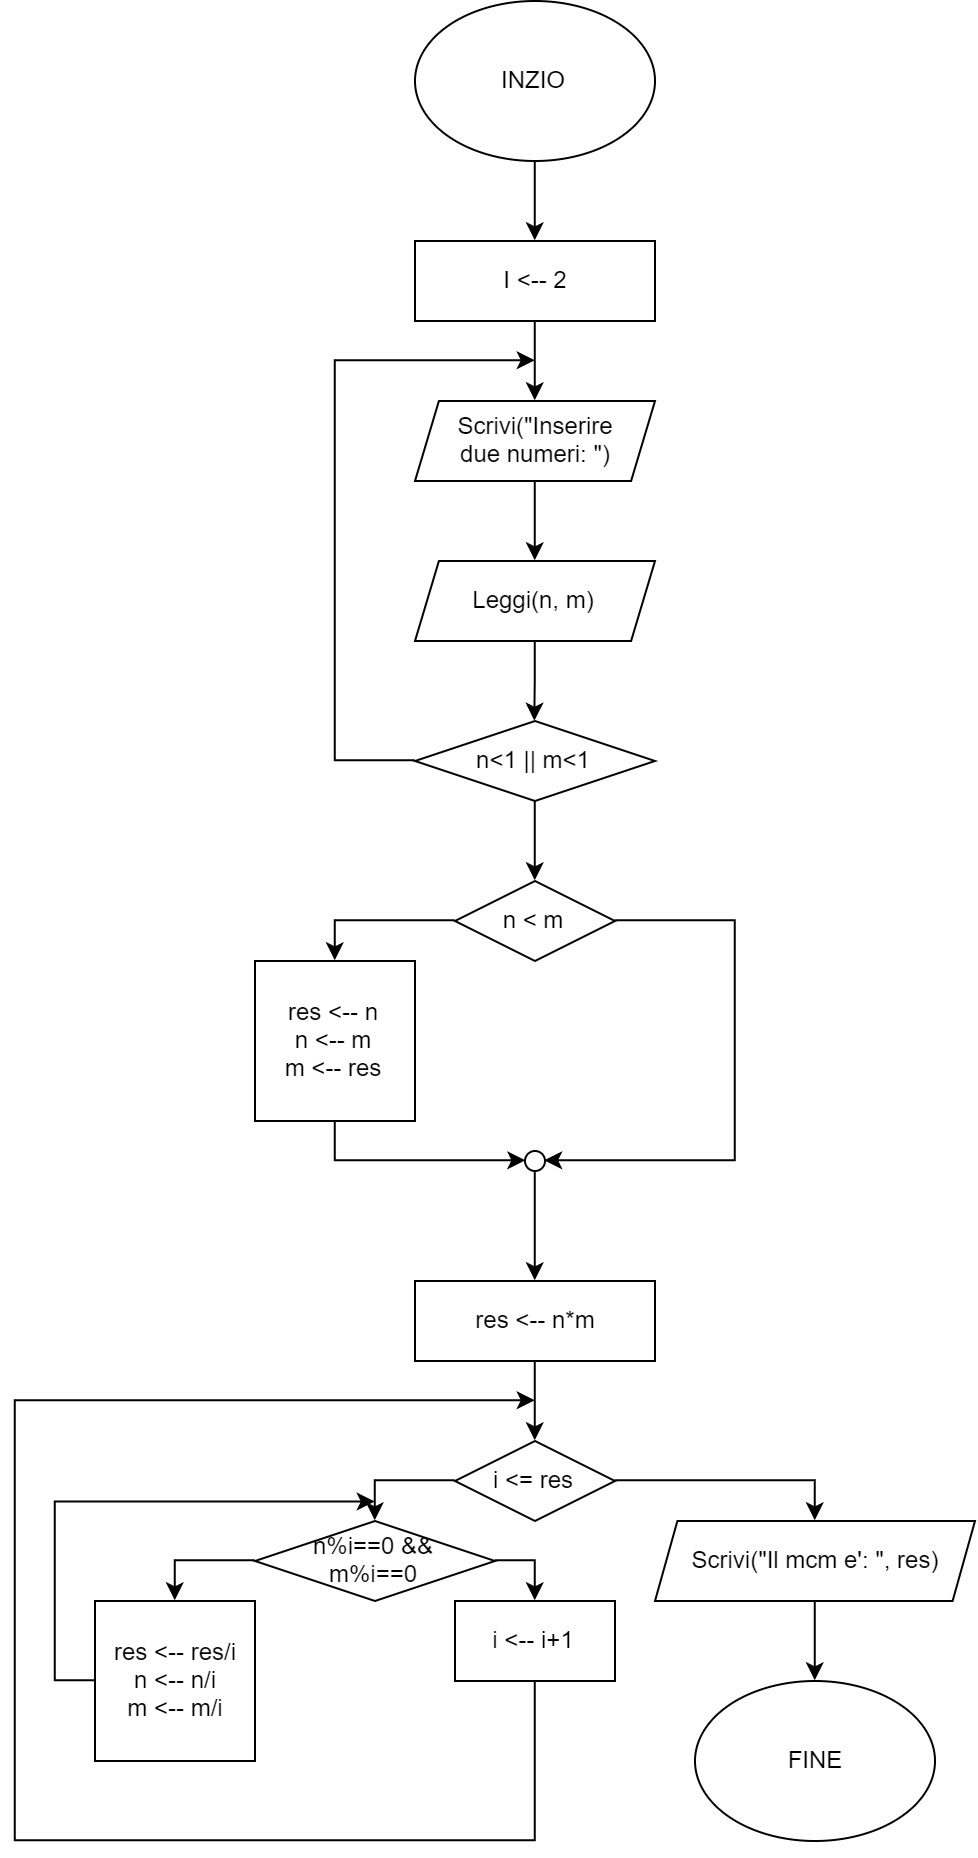 INZIO
I <-- 2
Scrivi("Inserire
due numeri: ")
Leggi(n, m)
n<1 || m<1
n < m
res <-- n
n <-- m
m <-- res
res <-- n*m
i <= res
n%i==0 &&
m%i==0
Scrivi("Il mcm e': ", res)
res <-- res/i
n <-- n/i
m <-- m/i
i <-- i+1
FINE